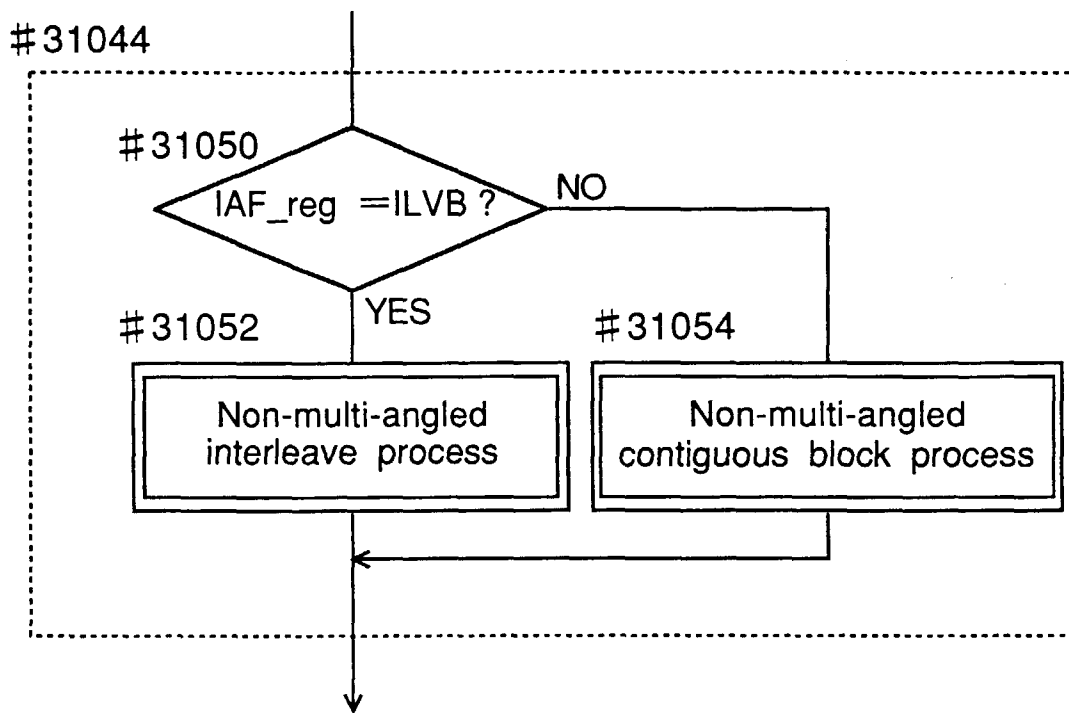 #31044
#31050
IAF_reg =ILVB ?
NO
YES
#31052
#31054
Non-multi-angled
interleave process
Non-multi-angled
contiguous block process